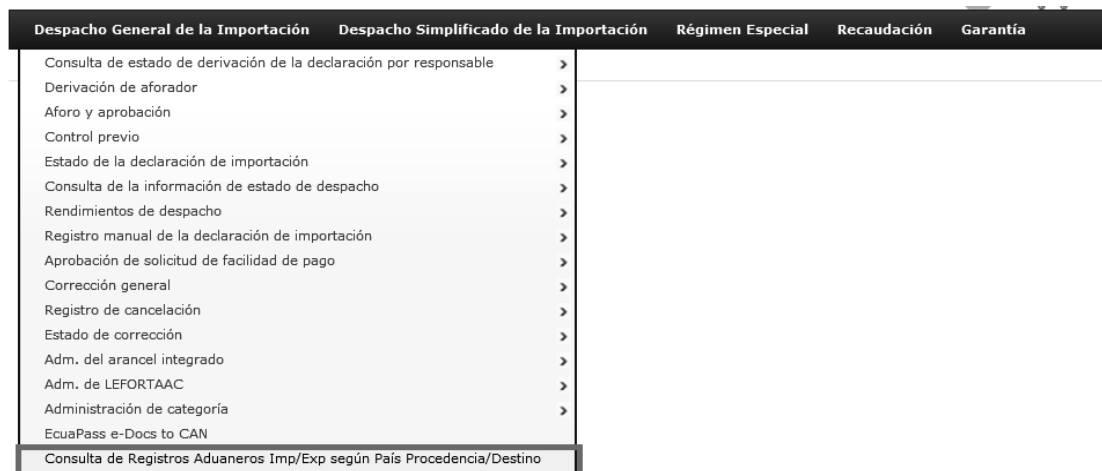 Despacho General de la Importación Despacho Simplificado de la Importación Régimen Especial Recaudación Garantía
Consulta de estado de derivación de la declaración por responsable
Derivación de aforador
Aforo y aprobación
Control previo
Estado de la declaración de importación
Consulta de la información de estado de despacho
Rendimientos de despacho
Registro manual de la declaración de importación
Aprobación de solicitud de facilidad de pago
Corrección general
Registro de cancelación
Estado de corrección
Adm. del arancel integrado
Adm. de LEFORTAAC
Administración de categoría
EcuaPass e-Docs to CAN
Consulta de Registros Aduaneros Imp/Exp según País Procedencia/Destino